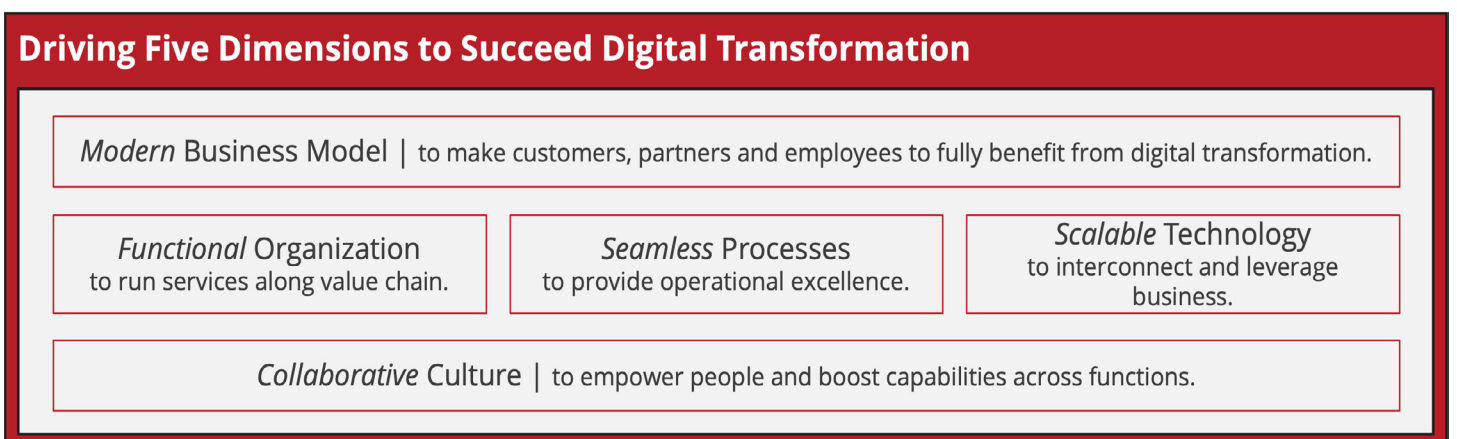 Driving Five Dimensions to Succeed Digital Transformation
Modern Business Model | to make customers, partners and employees to fully benefit from digital transformation.
Functional Organization
to run services along value chain.
Seamless Processes
to provide operational excellence.
Scalable Technology
to interconnect and leverage
business.
Collaborative Culture | to empower people and boost capabilities across functions.